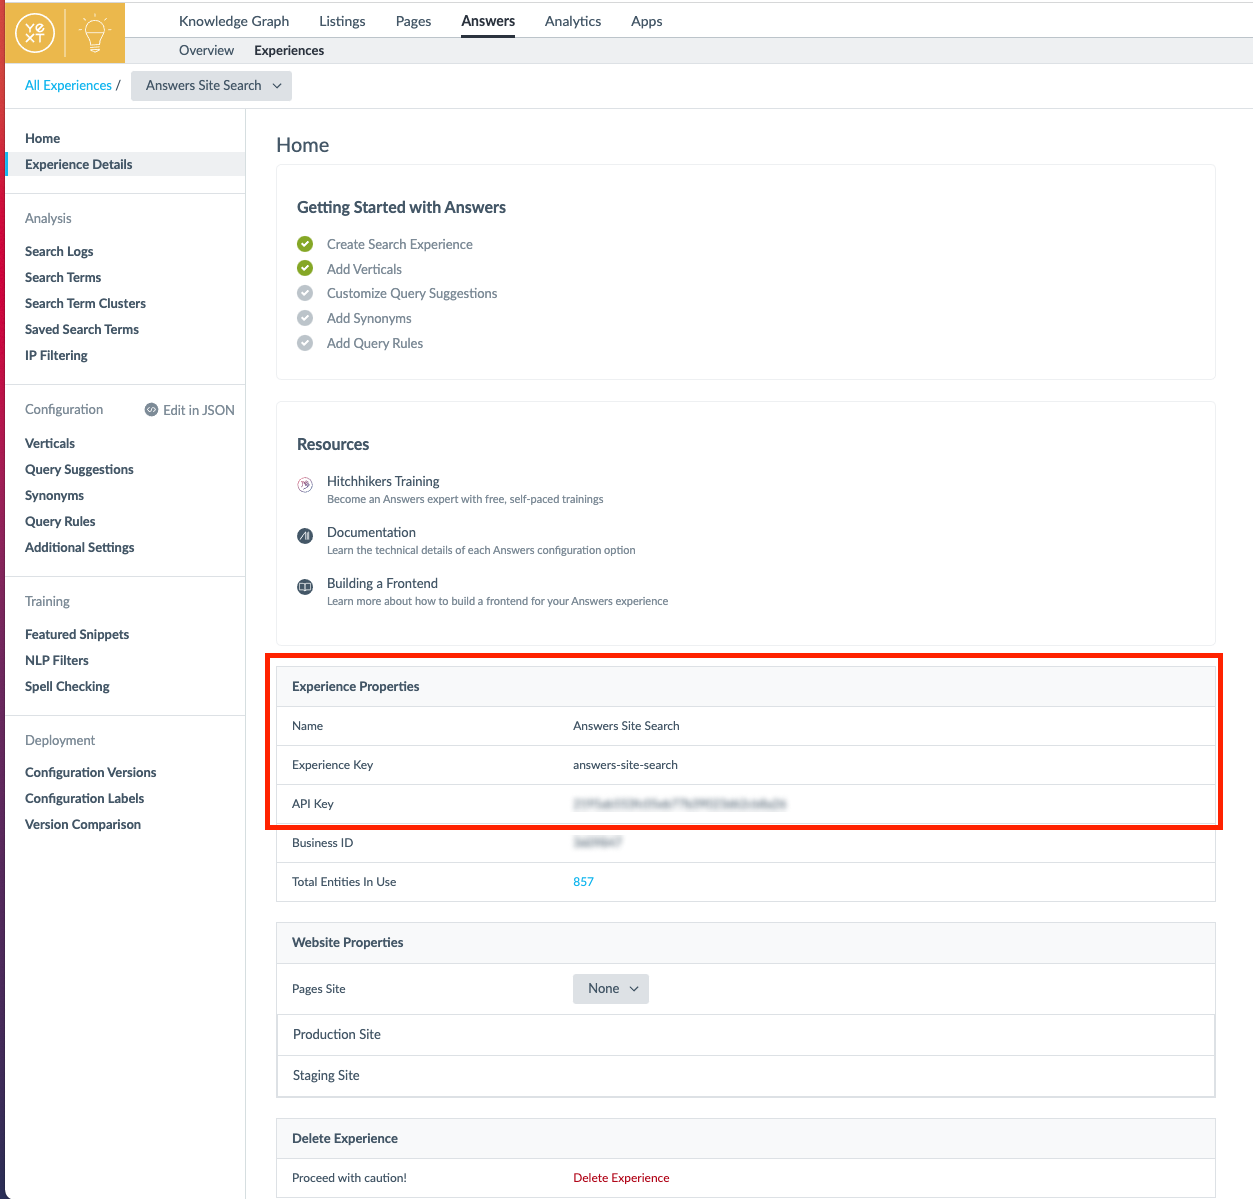 YEXT
Knowledge Graph Listings Pages Answers Analytics Apps
Overview Experiences
All Experiences / Answers Site Search
Home
Experience Details
Analysis
Search Logs
Search Terms
Search Term Clusters
Saved Search Terms
IP Filtering
Configuration Edit in JSON
Verticals
Query Suggestions
Synonyms
Query Rules
Additional Settings
Training
Featured Snippets
NLP Filters
Spell Checking
Deployment
Configuration Versions
Configuration Labels
Version Comparison
Home
Getting Started with Answers
Create Search Experience
Add Verticals
Customize Query Suggestions
Add Synonyms
Add Query Rules
Resources
Hitchhikers Training
Become an Answers expert with free, self-paced trainings
Documentation
Learn the technical details of each Answers configuration option
Building a Frontend
Learn more about how to build a frontend for your Answers experience
Experience Properties
Name Answers Site Search
Experience Key answers-site-search
API Key
Business ID
Total Entities In Use 857
Website Properties
Pages Site None
Production Site
Staging Site
Delete Experience
Proceed with caution! Delete Experience